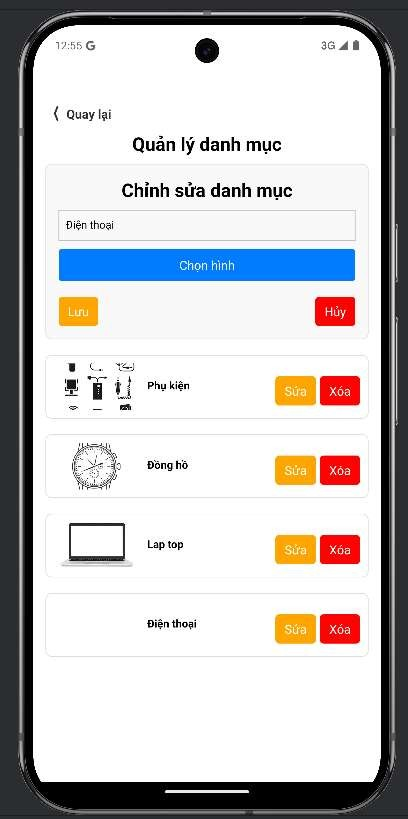 12:55 G
3G
Quay lại
Quản lý danh mục
Chỉnh sửa danh mục
Điện thoại
Chọn hình
Lưu
Hủy
Phụ kiện
Sửa
Xóa
Đồng hồ
Sửa
Xóa
Lap top
Sửa
Xóa
Điện thoại
Sửa
Xóa